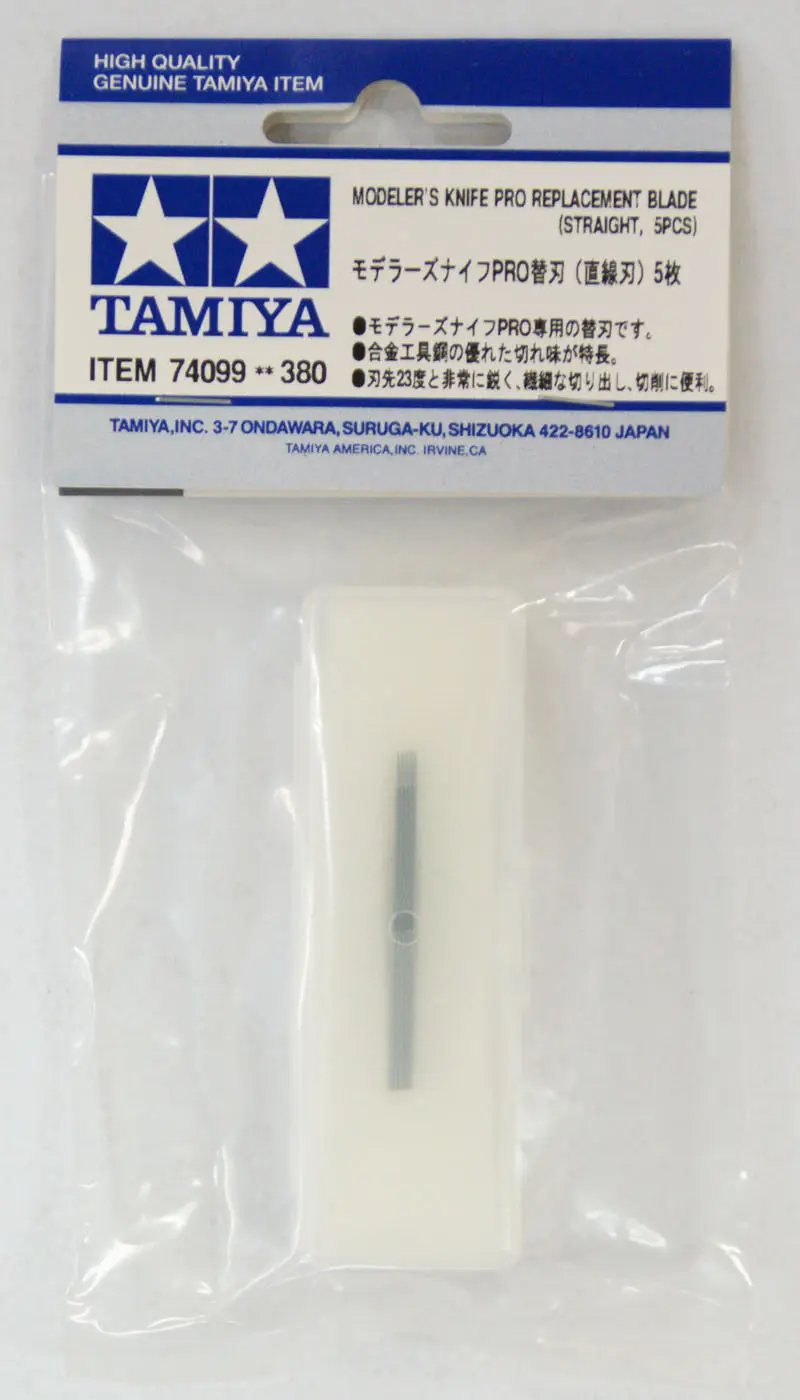 HIGH QUALITY
GENUINE TAMIYA ITEM
TAMIYA
ITEM 74099 ** 380
MODELER'S KNIFE PRO REPLACEMENT BLADE
(STRAIGHT, 5PCS)
モデラーズナイフPRO替刃（直線刃）5枚
●モデラーズナイフPRO専用の替刃です。
●合金工具鋼の優れた切れ味が特長。
●刃先23度と非常に鋭く、繊細な切り出し、切削に便利。
TAMIYA,INC. 3-7 ONDAWARA, SURUGA-KU, SHIZUOKA 422-8610 JAPAN
TAMIYA AMERICA,INC. IRVINE,CA